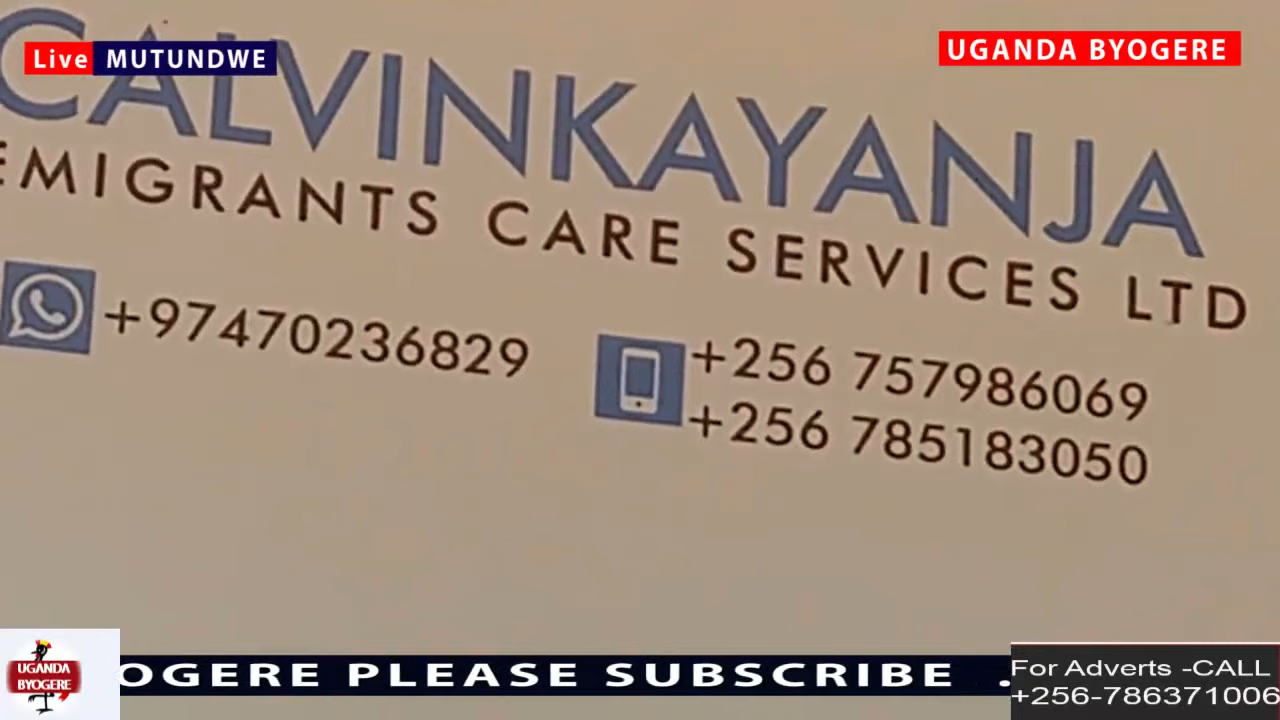 Live MUTUNDWE
UGANDA BYOGERE
CALVINKAYANJA
EMIGRANTS CARE SERVICES LTD
+97470236829
+256 757986069
+256 785183050
UGANDA
BYOGERE
OGERE PLEASE SUBSCRIBE .
For Adverts -CALL
+256-786371006